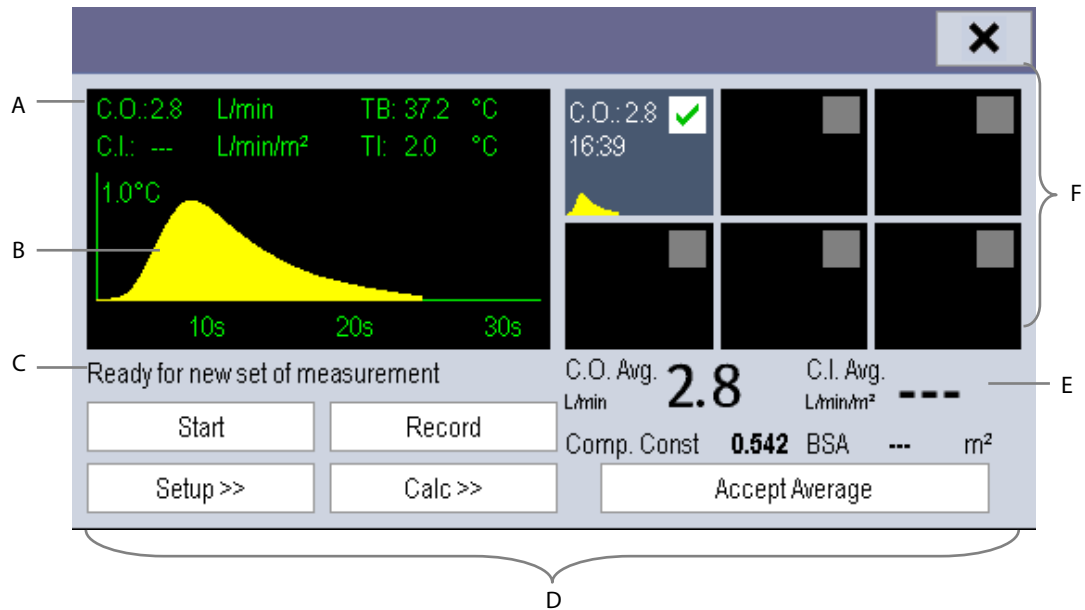 A
C.O.:2.8 L/min TB: 37.2 °C
C.I.: --- L/min/m² TI: 2.0 °C
1.0°C
B
10s 20s 30s
C.O.: 2.8
16:39
F
C
Ready for new set of measurement
Start Record
Setup >> Calc >>
C.O. Avg. 2.8 C.I. Avg. ---
L/min L/min/m²
E
Comp. Const 0.542 BSA --- m²
Accept Average
D